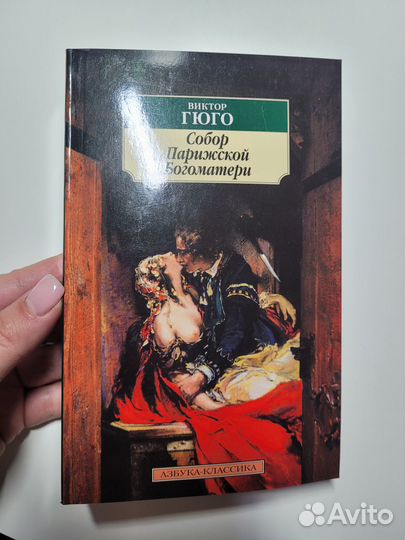 ВИКТОР
ГЮГО
Собор
Парижской
Богоматери
АЗБУКА-КЛАССИКА
Avito